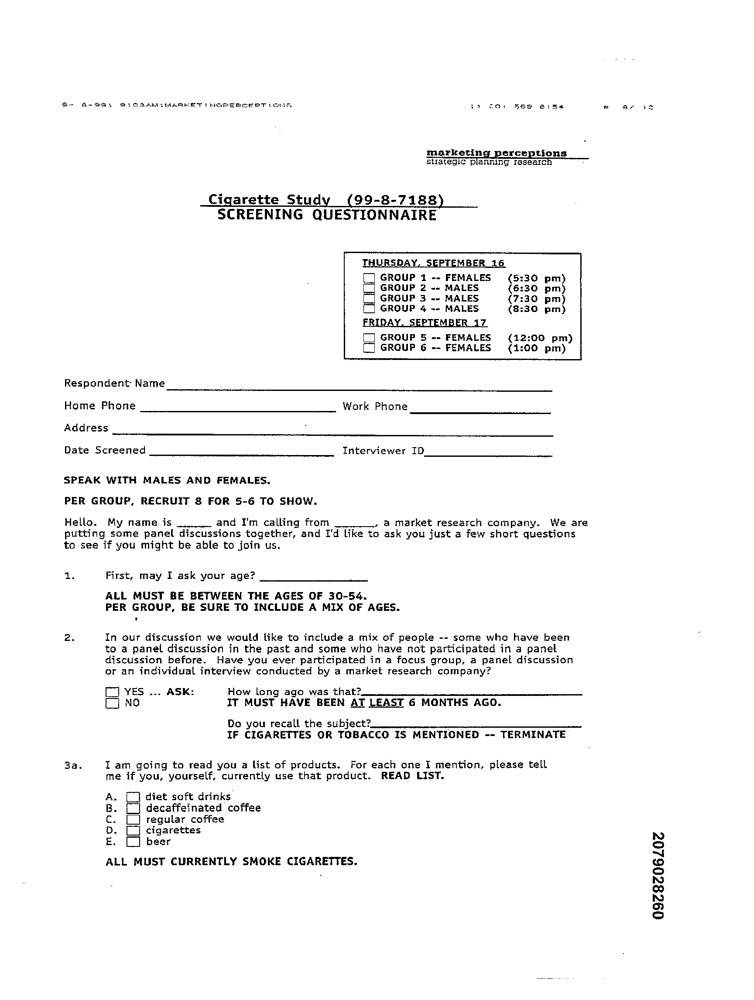 9- 8-99; 9:03AM;MARKETINGPERCEPTIONS ;1 201 569 8154 # 8/ 12
marketing perceptions
strategic planning research
Cigarette Study (99-8-7188)
SCREENING QUESTIONNAIRE
THURSDAY, SEPTEMBER 16
GROUP 1 -- FEMALES (5:30 pm)
GROUP 2 -- MALES (6:30 pm)
GROUP 3 -- MALES (7:30 pm)
GROUP 4 -- MALES (8:30 pm)
FRIDAY, SEPTEMBER 17
GROUP 5 -- FEMALES (12:00 pm)
GROUP 6 -- FEMALES (1:00 pm)
Respondent Name
Home Phone Work Phone
Address
Date Screened Interviewer ID
SPEAK WITH MALES AND FEMALES.
PER GROUP, RECRUIT 8 FOR 5-6 TO SHOW.
Hello. My name is ______ and I'm calling from ______, a market research company. We are
putting some panel discussions together, and I'd like to ask you just a few short questions
to see if you might be able to join us.
1. First, may I ask your age?
ALL MUST BE BETWEEN THE AGES OF 30-54.
PER GROUP, BE SURE TO INCLUDE A MIX OF AGES.
2. In our discussion we would like to include a mix of people -- some who have been
to a panel discussion in the past and some who have not participated in a panel
discussion before. Have you ever participated in a focus group, a panel discussion
or an individual interview conducted by a market research company?
YES ... ASK: How long ago was that?
NO IT MUST HAVE BEEN AT LEAST 6 MONTHS AGO.
Do you recall the subject?
IF CIGARETTES OR TOBACCO IS MENTIONED -- TERMINATE
3a. I am going to read you a list of products. For each one I mention, please tell
me if you, yourself, currently use that product. READ LIST.
A. diet soft drinks
B. decaffeinated coffee
C. regular coffee
D. cigarettes
E. beer
ALL MUST CURRENTLY SMOKE CIGARETTES.
2079028260